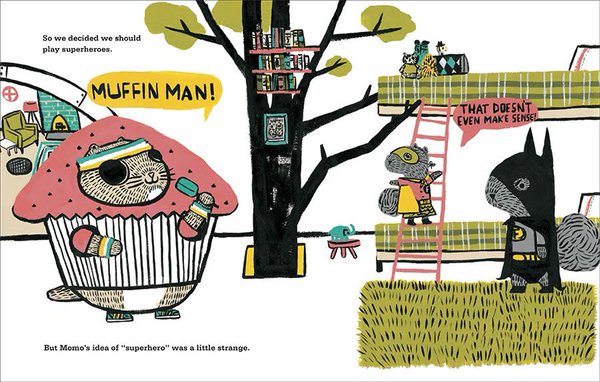 So we decided we should
play superheroes.
MUFFIN MAN!
THAT DOESN'T
EVEN MAKE SENSE!
But Momo's idea of "superhero" was a little strange.